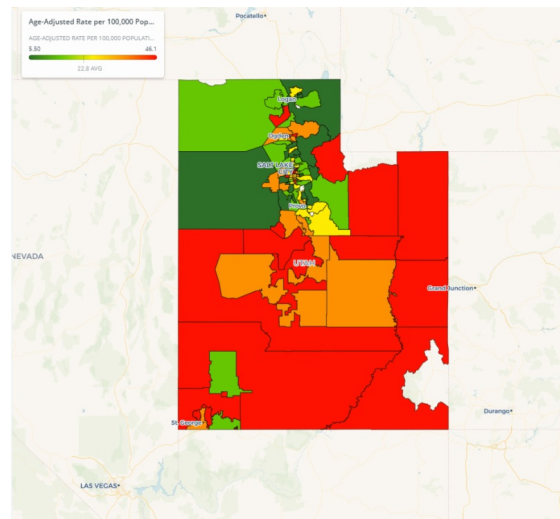 Age-Adjusted Rate per 100,000 Pop...
AGE-ADJUSTED RATE PER 100,000 POPULATI...
5.50 46.1
22.8 AVG
Pocatello
Logan
Ogden
SALT LAKE CITY
Provo
NEVADA
UTAH
Grand Junction
St. George
Durango
LAS VEGAS